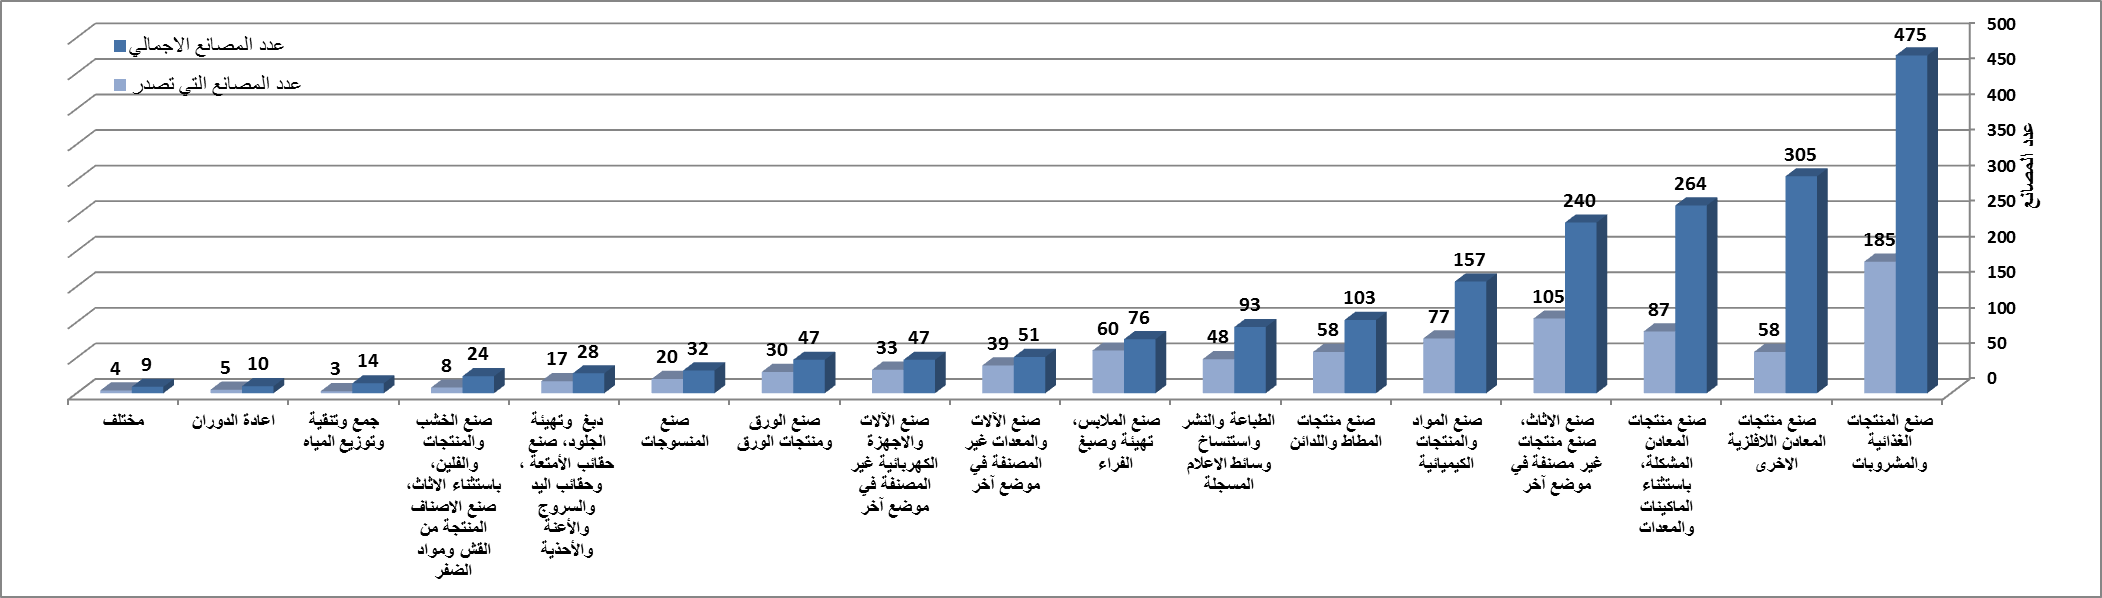 عدد المصانع الاجمالي
عدد المصانع التي تصدر
عدد المصانع
500
450
400
350
300
250
200
150
100
50
0
475
185
305
58
264
87
240
105
157
77
103
58
93
48
76
60
51
39
47
33
47
30
32
20
28
17
24
8
14
3
10
5
9
4
صنع المنتجات
الغذائية
والمشروبات
صنع منتجات
المعادن اللافلزية
الاخرى
صنع منتجات
المعادن
المشكلة،
باستثناء
الماكينات
والمعدات
صنع الاثاث،
صنع منتجات
غير مصنفة في
موضع آخر
صنع المواد
والمنتجات
الكيميائية
صنع منتجات
المطاط واللدائن
الطباعة والنشر
واستنساخ
وسائط الاعلام
المسجلة
صنع الملابس،
تهيئة وصبغ
الفراء
صنع الآلات
والمعدات غير
المصنفة في
موضع آخر
صنع الآلات
والاجهزة
الكهربائية غير
المصنفة في
موضع آخر
صنع الورق
ومنتجات الورق
صنع
المنسوجات
دبغ وتهيئة
الجلود، صنع
حقائب الأمتعة ،
وحقائب اليد
والسروج
والأعنة
والأحذية
صنع الخشب
والمنتجات
والفلين،
باستثناء الاثاث،
صنع الاصناف
المنتجة من
القش ومواد
الضفر
جمع وتنقية
وتوزيع المياه
اعادة الدوران
مختلف